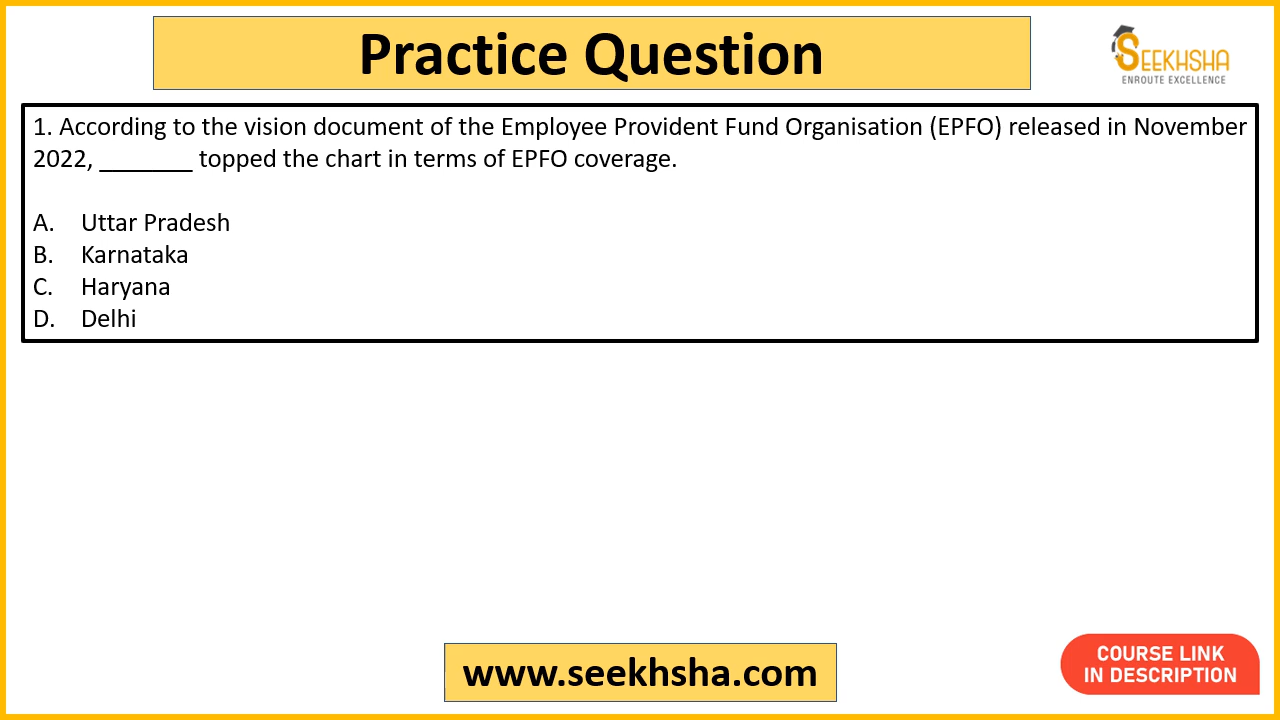 Practice Question
SEEKHSHA
ENROUTE EXCELLENCE
1. According to the vision document of the Employee Provident Fund Organisation (EPFO) released in November
2022, _______ topped the chart in terms of EPFO coverage.
A. Uttar Pradesh
B. Karnataka
C. Haryana
D. Delhi
www.seekhsha.com
COURSE LINK
IN DESCRIPTION